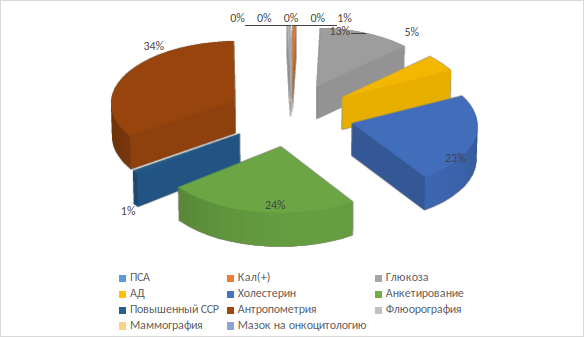 0% 0% 0% 0% 1%
13%
5%
34%
23%
1%
24%
ПСА Кал(+) Глюкоза
АД Холестерин Анкетирование
Повышенный ССР Антропометрия Флюорография
Маммография Мазок на онкоцитологию